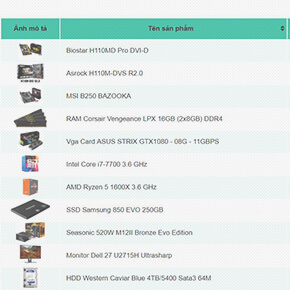 Ảnh mô tả Tên sản phẩm
Biostar H110MD Pro DVI-D
Asrock H110M-DVS R2.0
MSI B250 BAZOOKA
RAM Corsair Vengeance LPX 16GB (2x8GB) DDR4
Vga Card ASUS STRIX GTX1080 - 08G - 11GBPS
Intel Core i7-7700 3.6 GHz
AMD Ryzen 5 1600X 3.6 GHz
SSD Samsung 850 EVO 250GB
Seasonic 520W M12II Bronze Evo Edition
Monitor Dell 27 U2715H Ultrasharp
HDD Western Caviar Blue 4TB/5400 Sata3 64M